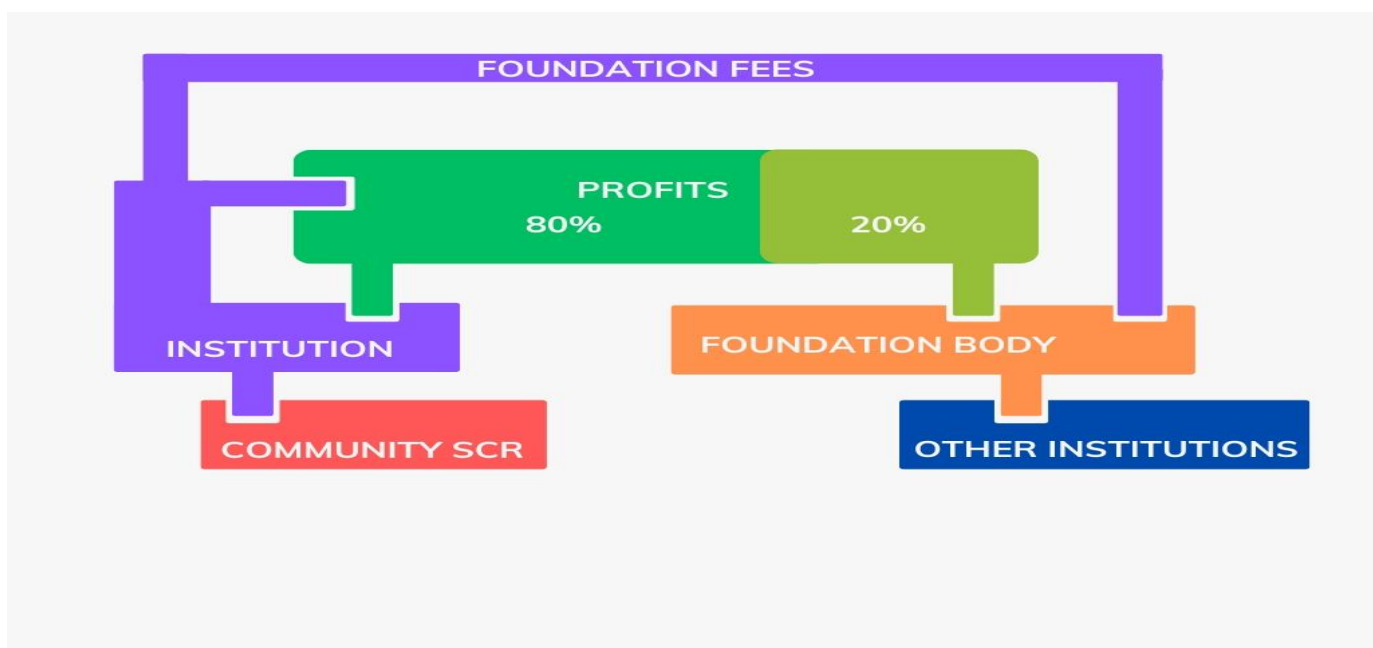 FOUNDATION FEES
PROFITS
80% 20%
INSTITUTION
FOUNDATION BODY
COMMUNITY SCR
OTHER INSTITUTIONS